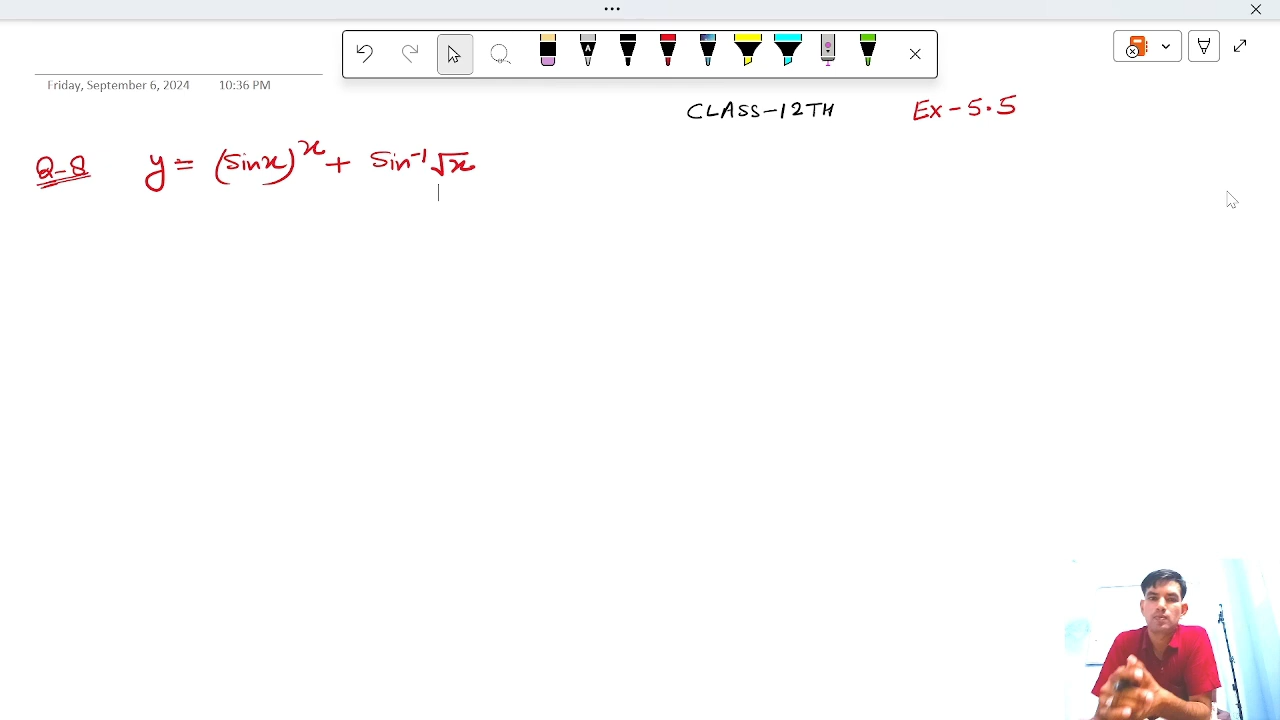 Friday, September 6, 2024 10:36 PM
CLASS-12TH Ex-5.5
Q-8 y = (sinx)^x + sin⁻¹√x